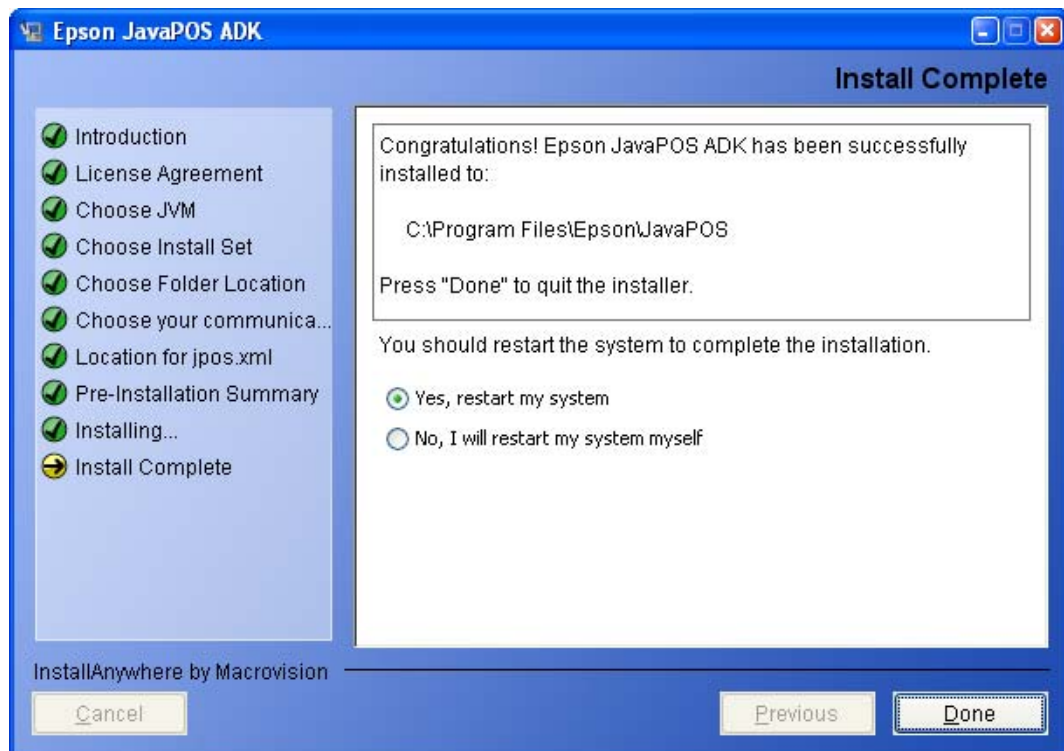 Epson JavaPOS ADK
Install Complete
Introduction
License Agreement
Choose JVM
Choose Install Set
Choose Folder Location
Choose your communica...
Location for jpos.xml
Pre-Installation Summary
Installing...
Install Complete
Congratulations! Epson JavaPOS ADK has been successfully
installed to:
C:\Program Files\Epson\JavaPOS
Press "Done" to quit the installer.
You should restart the system to complete the installation.
Yes, restart my system
No, I will restart my system myself
InstallAnywhere by Macrovision
Cancel
Previous
Done